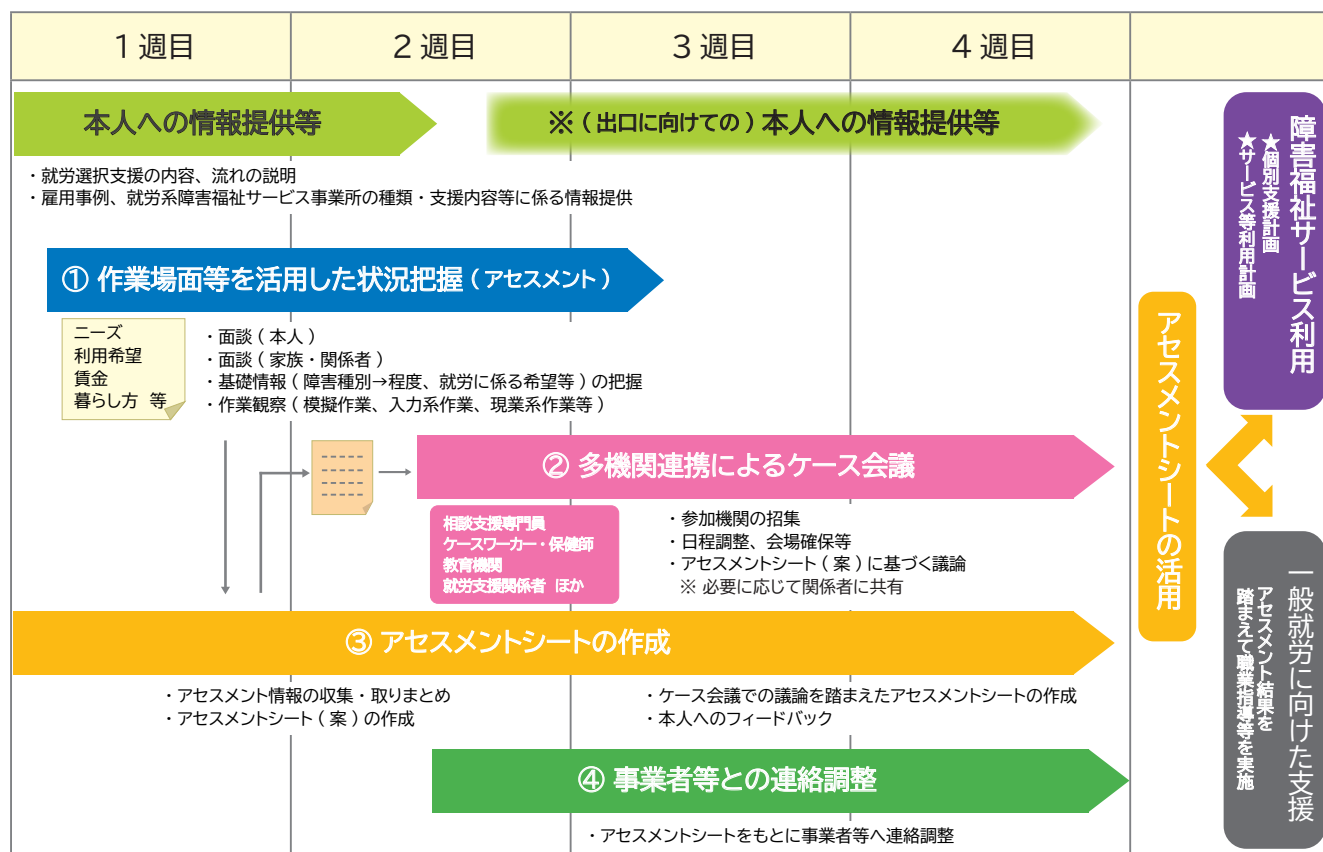 1週目
2週目
3週目
4週目
本人への情報提供等
※(出口に向けての)本人への情報提供等
・就労選択支援の内容、流れの説明
・雇用事例、就労系障害福祉サービス事業所の種類・支援内容等に係る情報提供
① 作業場面等を活用した状況把握(アセスメント)
ニーズ
利用希望
賃金
暮らし方 等
・面談(本人)
・面談(家族・関係者)
・基礎情報(障害種別→程度、就労に係る希望等)の把握
・作業観察(模擬作業、入力系作業、現業系作業等)
② 多機関連携によるケース会議
相談支援専門員
ケースワーカー・保健師
教育機関
就労支援関係者 ほか
・参加機関の招集
・日程調整、会場確保等
・アセスメントシート(案)に基づく議論
※ 必要に応じて関係者に共有
③ アセスメントシートの作成
・アセスメント情報の収集・取りまとめ
・アセスメントシート(案)の作成
・ケース会議での議論を踏まえたアセスメントシートの作成
・本人へのフィードバック
④ 事業者等との連絡調整
・アセスメントシートをもとに事業者等へ連絡調整
アセスメントシートの活用
障害福祉サービス利用
★個別支援計画
★サービス等利用計画
一般就労に向けた支援
アセスメント結果を
踏まえて職業指導等を実施